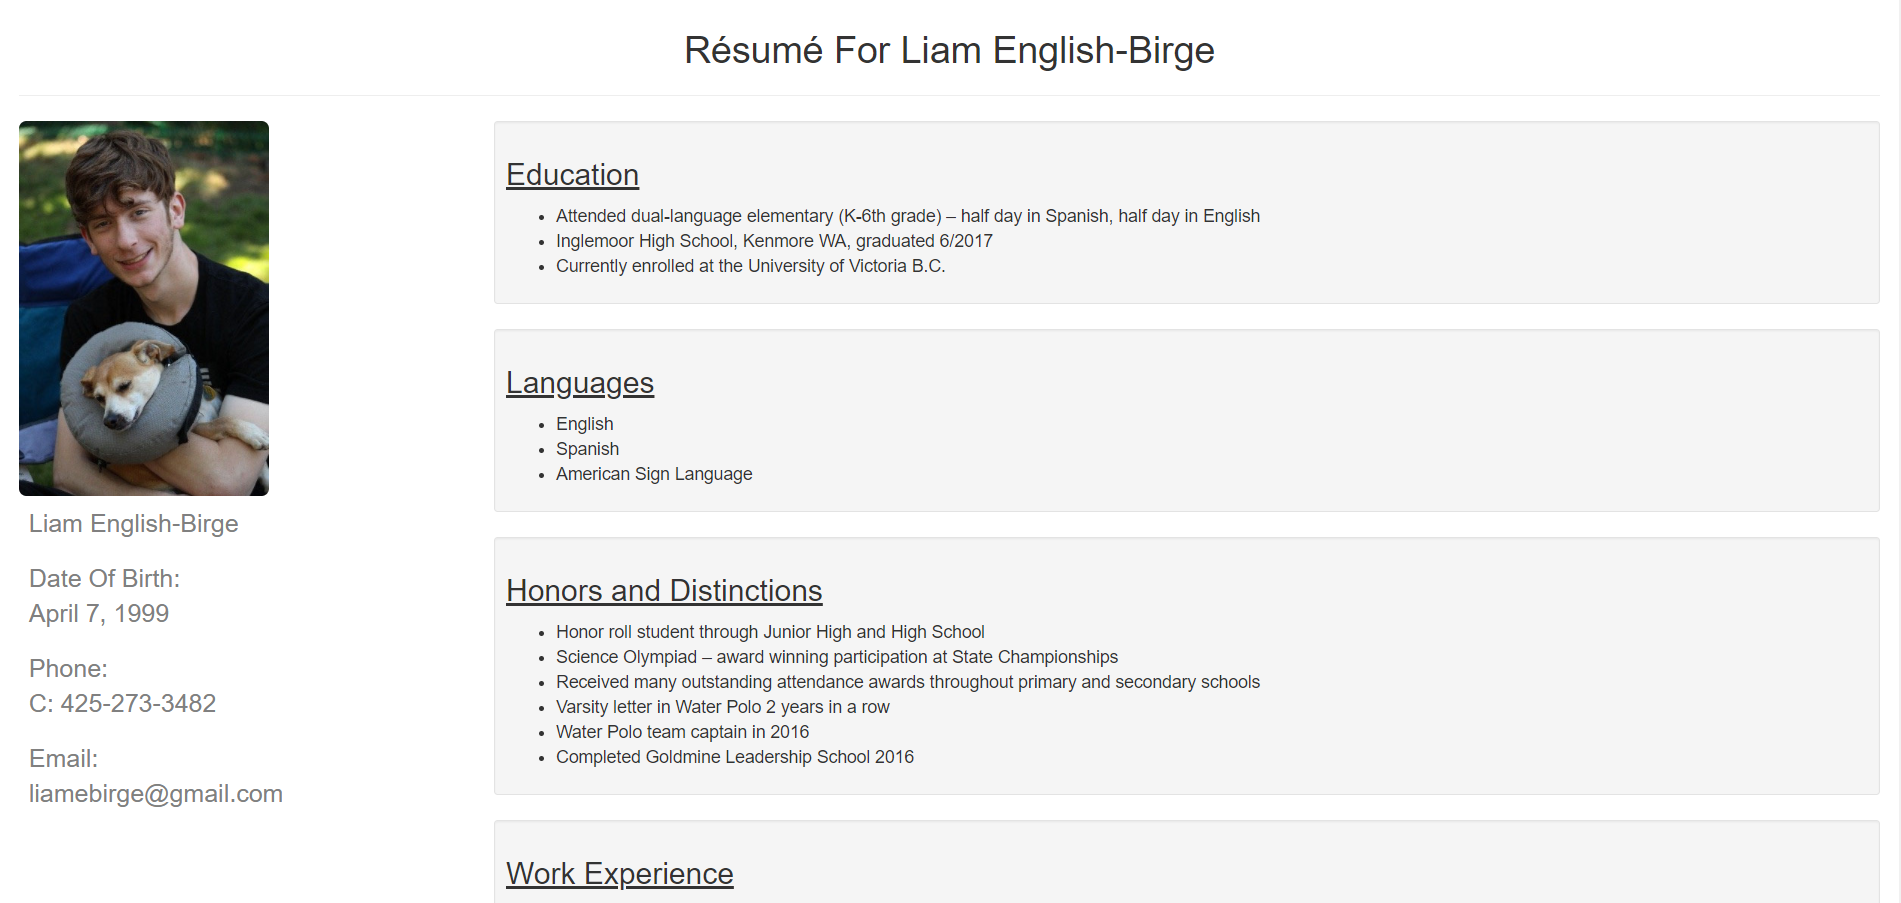 Résumé For Liam English-Birge
Liam English-Birge
Date Of Birth:
April 7, 1999
Phone:
C: 425-273-3482
Email:
liamebirge@gmail.com
Education
Attended dual-language elementary (K-6th grade) – half day in Spanish, half day in English
Inglemoor High School, Kenmore WA, graduated 6/2017
Currently enrolled at the University of Victoria B.C.
Languages
English
Spanish
American Sign Language
Honors and Distinctions
Honor roll student through Junior High and High School
Science Olympiad – award winning participation at State Championships
Received many outstanding attendance awards throughout primary and secondary schools
Varsity letter in Water Polo 2 years in a row
Water Polo team captain in 2016
Completed Goldmine Leadership School 2016
Work Experience